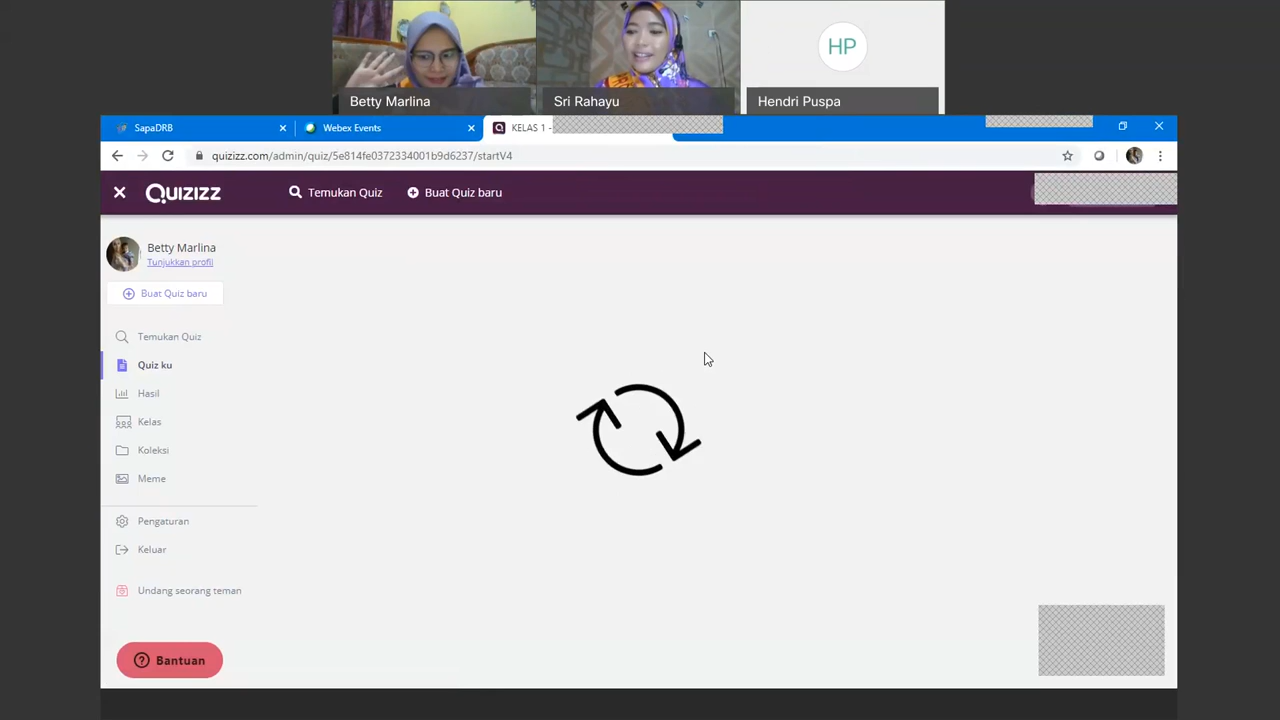 HP
Betty Marlina
Sri Rahayu
Hendri Puspa
SapaDRB
Webex Events
KELAS 1 -
quizizz.com/admin/quiz/5e814fe0372334001b9d6237/startV4
QUIZIZZ
Temukan Quiz
Buat Quiz baru
Betty Marlina
Tunjukkan profil
Buat Quiz baru
Temukan Quiz
Quiz ku
Hasil
Kelas
Koleksi
Meme
Pengaturan
Keluar
Undang seorang teman
Bantuan